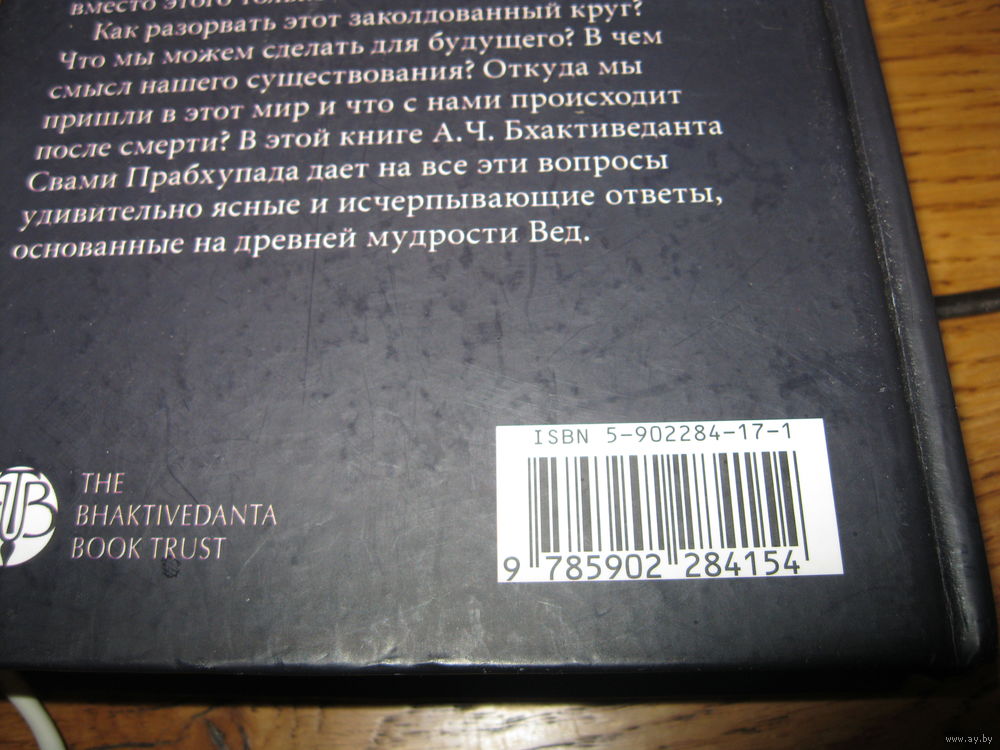 вместо этого только
Как разорвать этот заколдованный круг?
Что мы можем сделать для будущего? В чем
смысл нашего существования? Откуда мы
пришли в этот мир и что с нами происходит
после смерти? В этой книге А.Ч. Бхактиведанта
Свами Прабхупада дает на все эти вопросы
удивительно ясные и исчерпывающие ответы,
основанные на древней мудрости Вед.
ISBN 5-902284-17-1
9 785902 284154
THE
BHAKTIVEDANTA
BOOK TRUST
www.ay.by